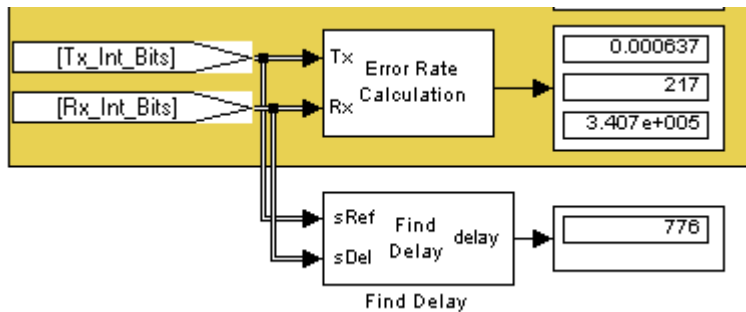 [Tx_Int_Bits]
[Rx_Int_Bits]
Tx
Rx
Error Rate
Calculation
0.000637
217
3.407e+005
sRef
sDel
Find
Delay
delay
776
Find Delay